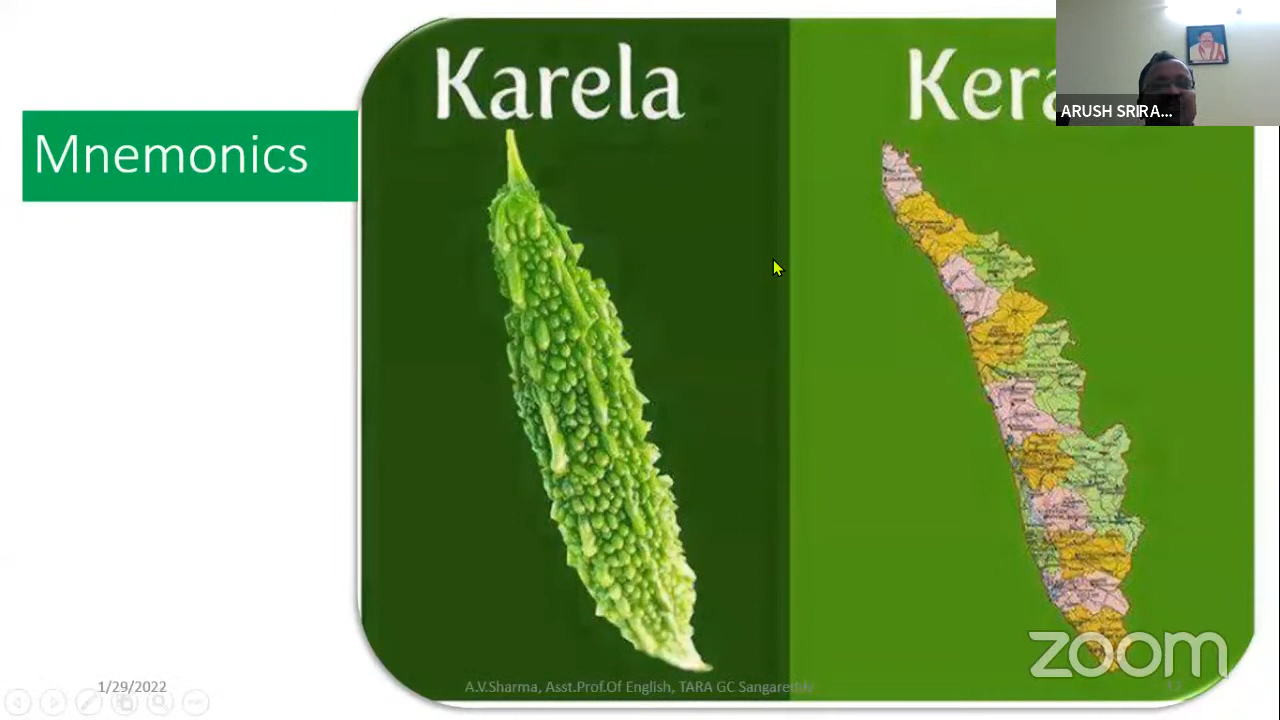 Karela
Kera
ARUSH SRIRA...
Mnemonics
zoom
1/29/2022
A.V.Sharma, Asst.Prof.Of English, TARA GC Sangareddy